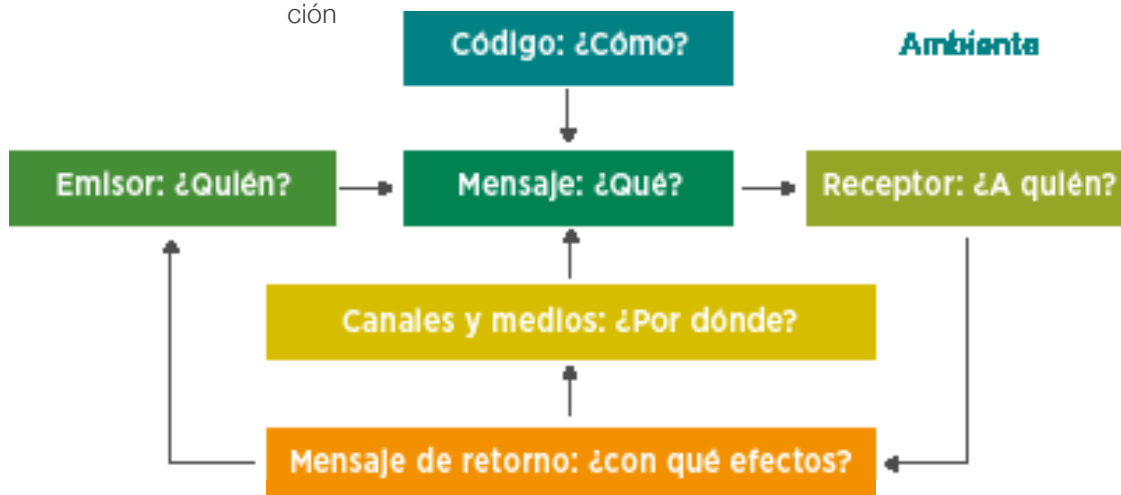 ción
Código: ¿Cómo?
Ambiente
Emisor: ¿Quién?
Mensaje: ¿Qué?
Receptor: ¿A quién?
Canales y medios: ¿Por dónde?
Mensaje de retorno: ¿con qué efectos?